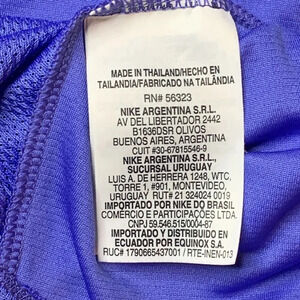 MADE IN THAILAND/HECHO EN
TAILANDIA/FABRICADO NA TAILÂNDIA
RN# 56323
NIKE ARGENTINA S.R.L.
AV DEL LIBERTADOR 2442
B1636DSR OLIVOS
BUENOS AIRES, ARGENTINA
CUIT #30-67815546-9
NIKE ARGENTINA S.R.L.,
SUCURSAL URUGUAY
LUIS A. DE HERRERA 1248, WTC,
TORRE 1, #901, MONTEVIDEO,
URUGUAY RUT# 21 324024 0019
IMPORTADO POR NIKE DO BRASIL
COMÉRCIO E PARTICIPAÇÕES LTDA.
CNPJ 59.546.515/0004-87
IMPORTADO Y DISTRIBUIDO EN
ECUADOR POR EQUINOX S.A.
RUC# 1790665437001 / RTE-INEN-013